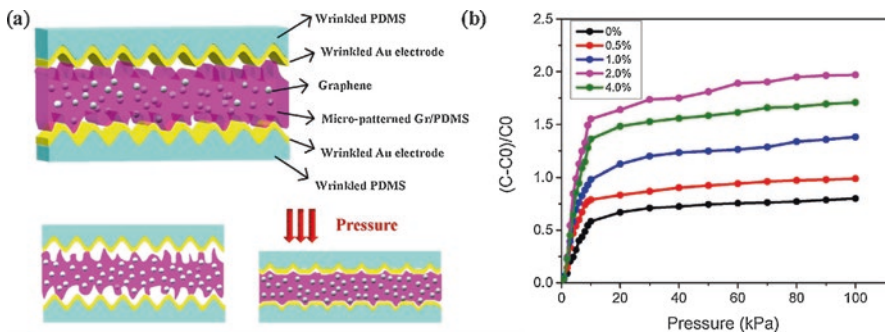 (a)
Wrinkled PDMS
Wrinkled Au electrode
Graphene
Micro-patterned Gr/PDMS
Wrinkled Au electrode
Wrinkled PDMS
Pressure
(b)
(C-C0)/C0
2.5
2.0
1.5
1.0
0.5
0.0
0%
0.5%
1.0%
2.0%
4.0%
0 20 40 60 80 100
Pressure (kPa)